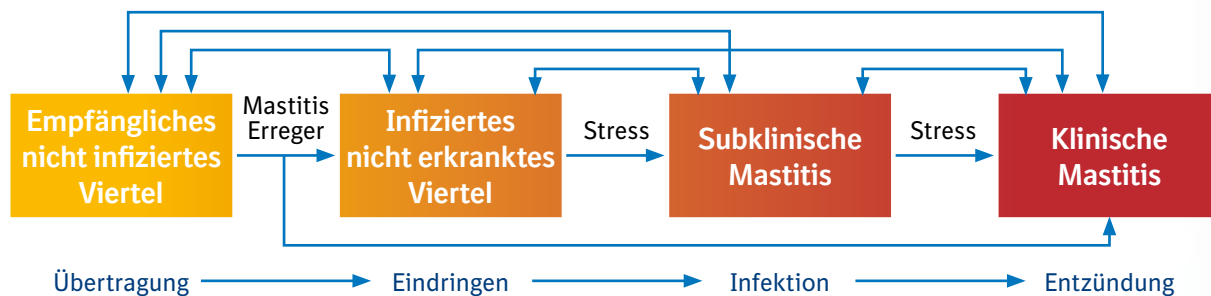 Empfängliches
nicht infiziertes
Viertel
Mastitis
Erreger
Infiziertes
nicht erkranktes
Viertel
Stress
Subklinische
Mastitis
Stress
Klinische
Mastitis
Übertragung
Eindringen
Infektion
Entzündung